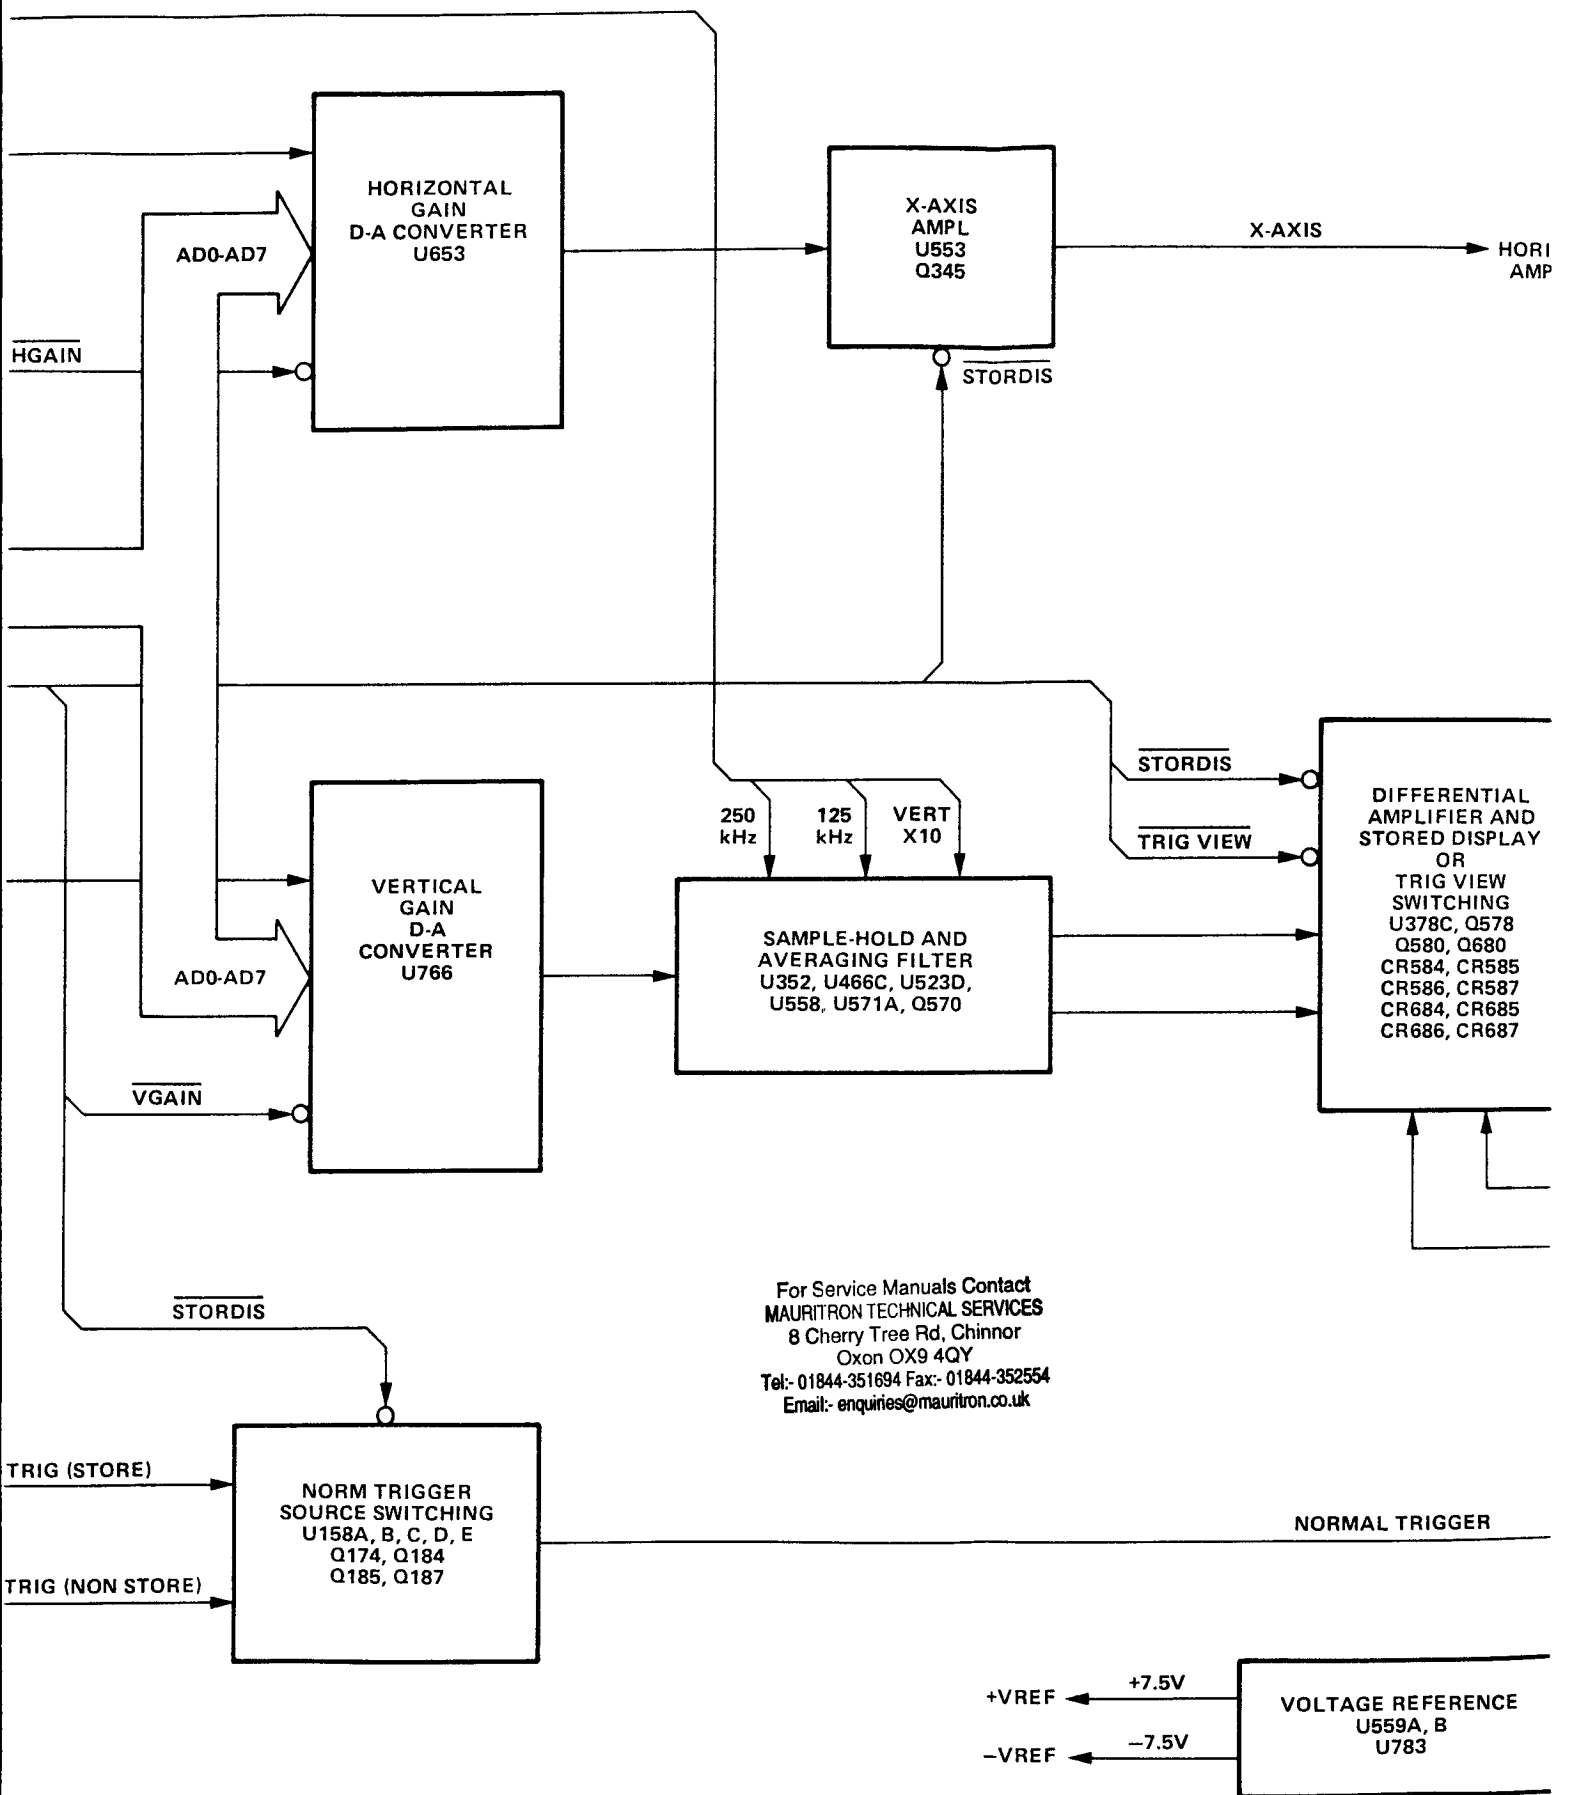 HORIZONTAL
GAIN
D-A CONVERTER
U653
AD0-AD7
HGAIN
X-AXIS
AMPL
U553
Q345
X-AXIS
HORI
AMP
STORDIS
250
kHz
125
kHz
VERT
X10
STORDIS
TRIG VIEW
DIFFERENTIAL
AMPLIFIER AND
STORED DISPLAY
OR
TRIG VIEW
SWITCHING
U378C, Q578
Q580, Q680
CR584, CR585
CR586, CR587
CR684, CR685
CR686, CR687
VERTICAL
GAIN
D-A
CONVERTER
U766
AD0-AD7
VGAIN
SAMPLE-HOLD AND
AVERAGING FILTER
U352, U466C, U523D,
U558, U571A, Q570
STORDIS
For Service Manuals Contact
MAURITRON TECHNICAL SERVICES
8 Cherry Tree Rd, Chinnor
Oxon OX9 4QY
Tel:- 01844-351694 Fax:- 01844-352554
Email:- enquiries@mauritron.co.uk
TRIG (STORE)
TRIG (NON STORE)
NORM TRIGGER
SOURCE SWITCHING
U158A, B, C, D, E
Q174, Q184
Q185, Q187
NORMAL TRIGGER
+VREF
+7.5V
−VREF
−7.5V
VOLTAGE REFERENCE
U559A, B
U783